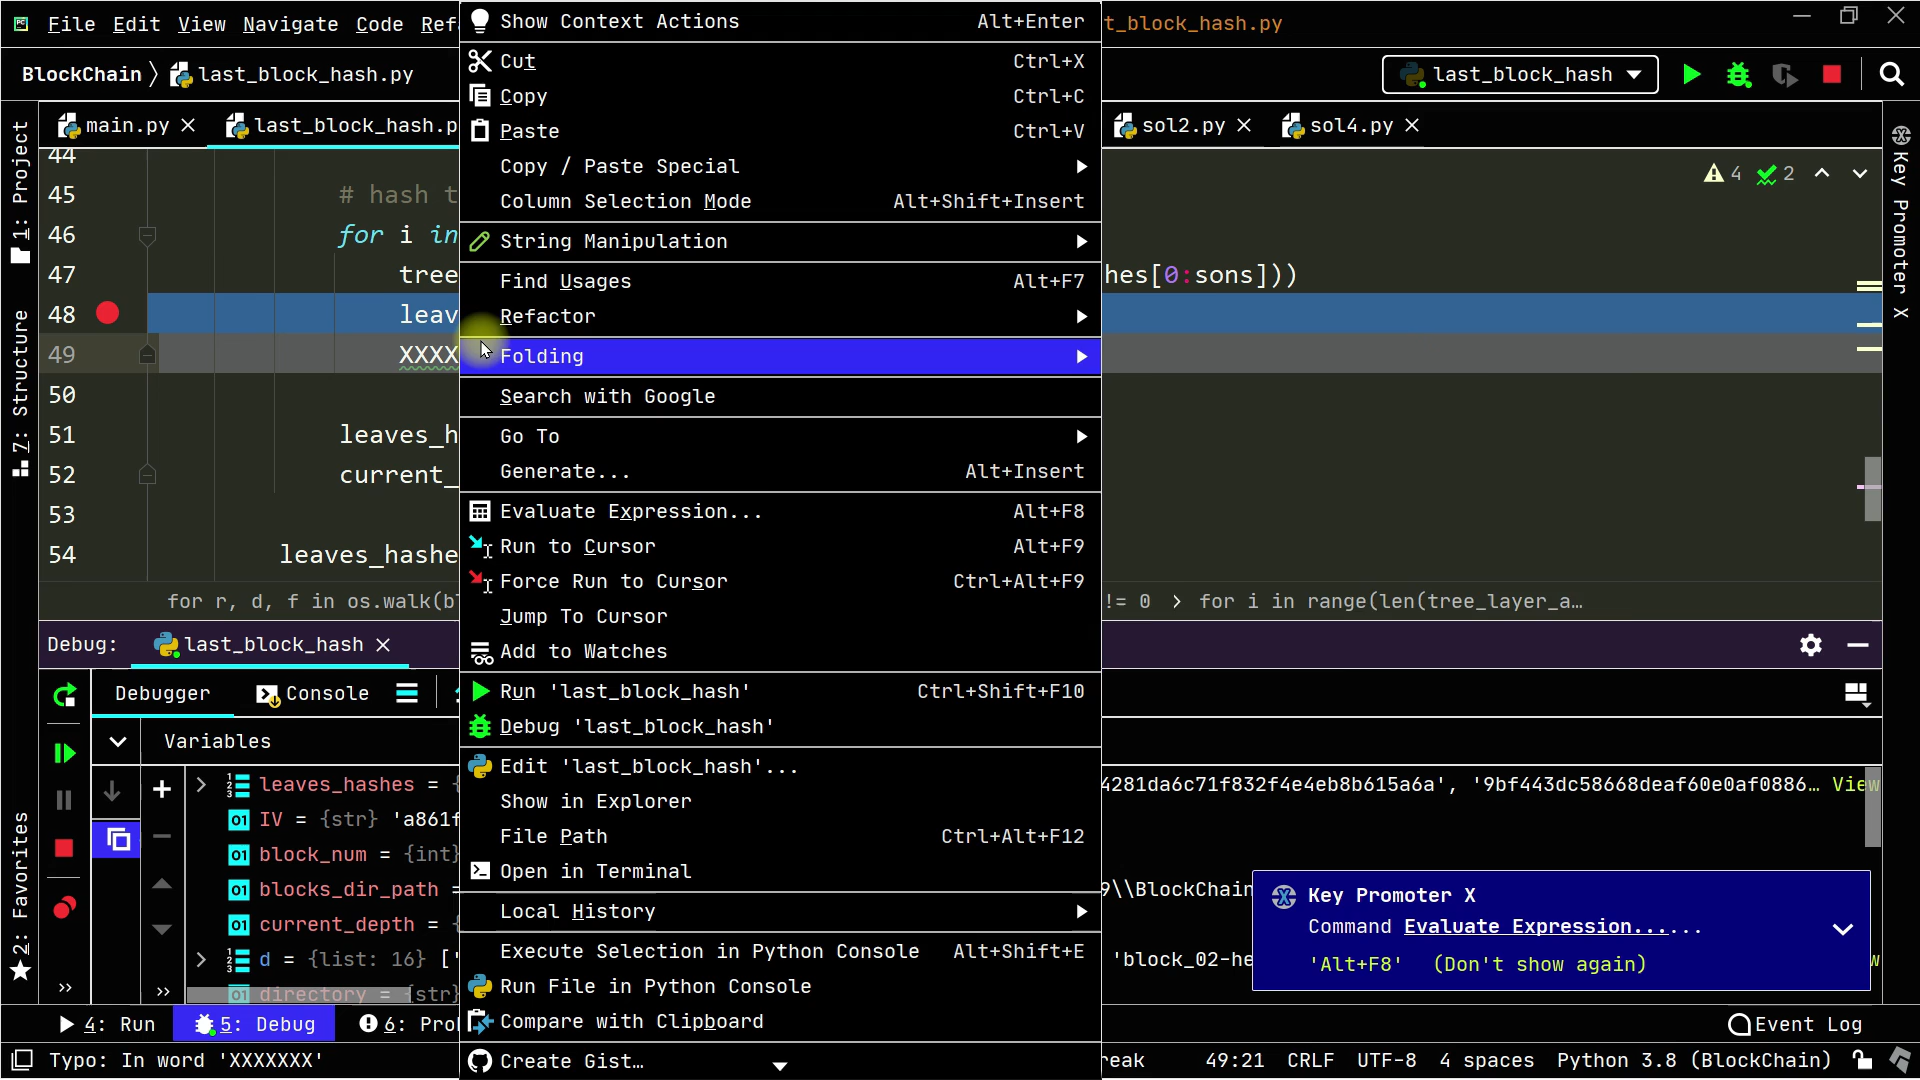 File Edit View Navigate Code Refa
t_block_hash.py
BlockChain
last_block_hash.py
last_block_hash
main.py
last_block_hash.p
sol2.py
sol4.py
1: Project
7: Structure
2: Favorites
Key Promoter X
4 2
44
45 # hash t
46 for i in
47 tree
hes[0:sons]))
48 leav
49 XXXX
50
51 leaves_h
52 current_
53
54 leaves_hashe
for r, d, f in os.walk(b
!= 0 > for i in range(len(tree_layer_a…
Show Context Actions Alt+Enter
Cut Ctrl+X
Copy Ctrl+C
Paste Ctrl+V
Copy / Paste Special
Column Selection Mode Alt+Shift+Insert
String Manipulation
Find Usages Alt+F7
Refactor
Folding
Search with Google
Go To
Generate... Alt+Insert
Evaluate Expression... Alt+F8
Run to Cursor Alt+F9
Force Run to Cursor Ctrl+Alt+F9
Jump To Cursor
Add to Watches
Run 'last_block_hash' Ctrl+Shift+F10
Debug 'last_block_hash'
Edit 'last_block_hash'...
Show in Explorer
File Path Ctrl+Alt+F12
Open in Terminal
Local History
Execute Selection in Python Console Alt+Shift+E
Run File in Python Console
Compare with Clipboard
Create Gist...
Debug: last_block_hash
Debugger Console
Variables
leaves_hashes = {
4281da6c71f832f4e4eb8b615a6a', '9bf443dc58668deaf60e0af0886… View
IV = {str} 'a861f
block_num = {int}
blocks_dir_path =
9\\BlockChain
current_depth = {
d = {list: 16} ['
'block_02-he
directory = {str}
Key Promoter X
Command Evaluate Expression......
'Alt+F8' (Don't show again)
4: Run 5: Debug 6: Pro
Event Log
Typo: In word 'XXXXXXX'
reak 49:21 CRLF UTF-8 4 spaces Python 3.8 (BlockChain)